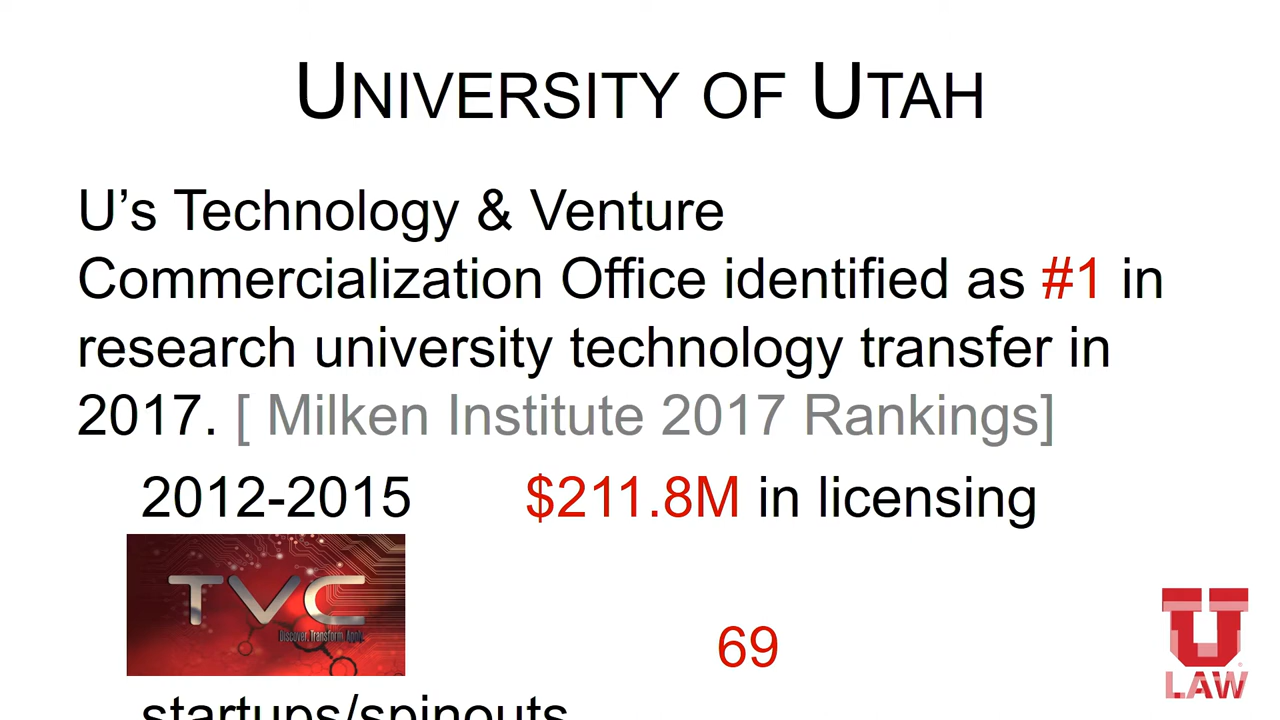 UNIVERSITY OF UTAH
U’s Technology & Venture
Commercialization Office identified as #1 in
research university technology transfer in
2017. [ Milken Institute 2017 Rankings]
2012-2015 $211.8M in licensing
TVC
Discover. Transform. Apply.
69
startups/spinouts
U
LAW